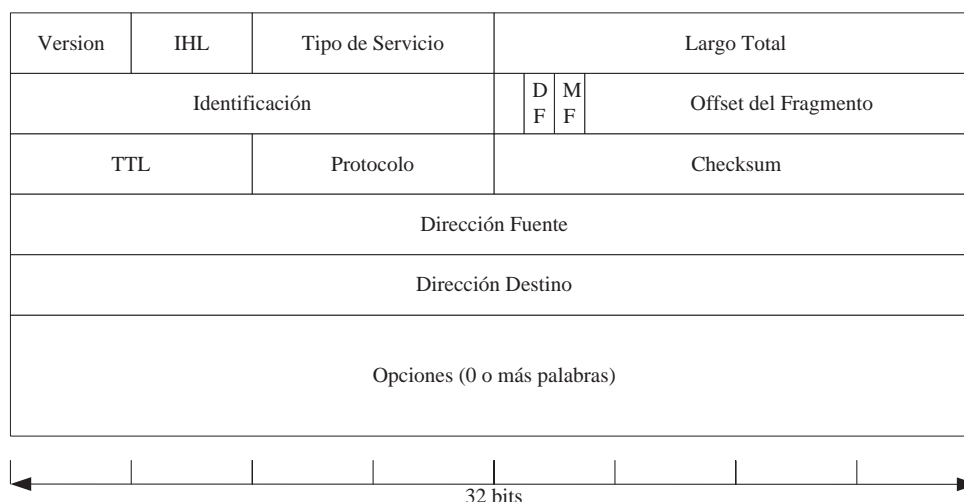 Version IHL Tipo de Servicio Largo Total
Identificación D F M F Offset del Fragmento
TTL Protocolo Checksum
Dirección Fuente
Dirección Destino
Opciones (0 o más palabras)
32 bits